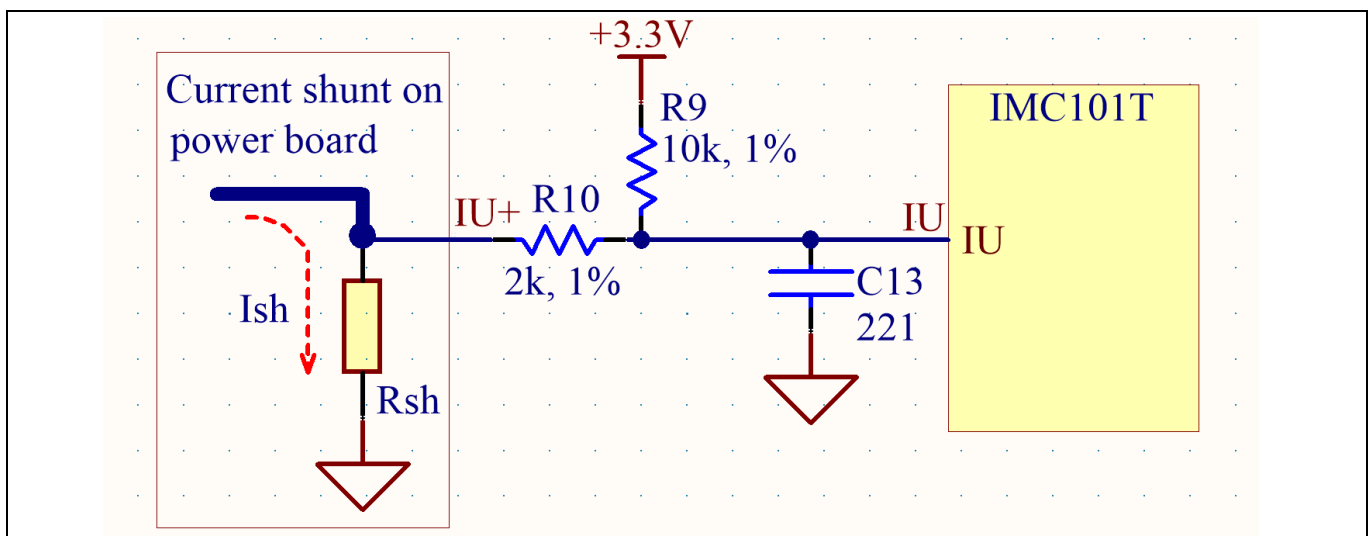 +3.3V
Current shunt on
power board
R9
10k, 1%
IMC101T
IU+
R10
2k, 1%
IU
IU
C13
221
Ish
Rsh